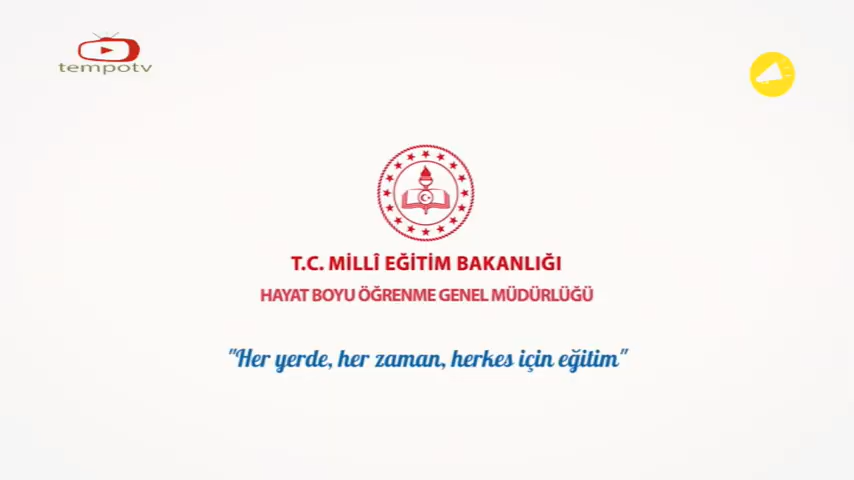 tempotv
T.C. MİLLÎ EĞİTİM BAKANLIĞI
HAYAT BOYU ÖĞRENME GENEL MÜDÜRLÜĞÜ
"Her yerde, her zaman, herkes için eğitim"